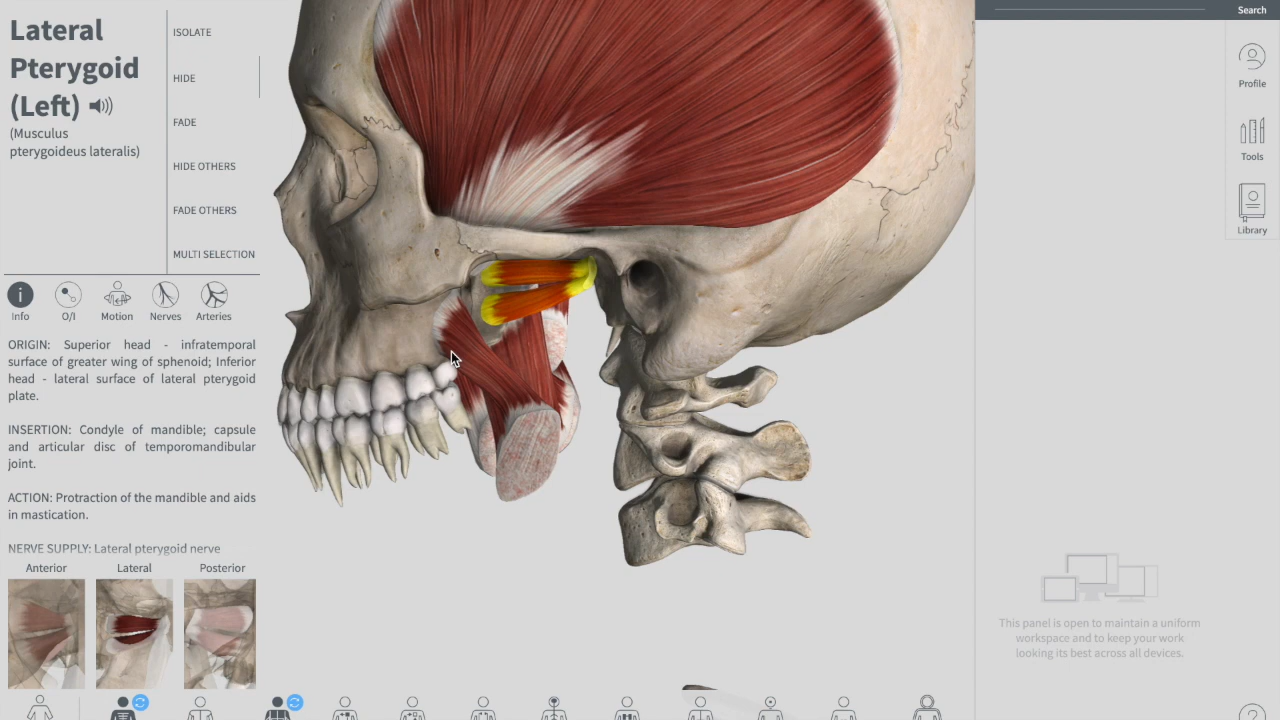 Lateral
Pterygoid
(Left)
(Musculus
pterygoideus lateralis)
ISOLATE
HIDE
FADE
HIDE OTHERS
FADE OTHERS
MULTI SELECTION
Info
O/I
Motion
Nerves
Arteries
ORIGIN: Superior head - infratemporal
surface of greater wing of sphenoid; Inferior
head - lateral surface of lateral pterygoid
plate.
INSERTION: Condyle of mandible; capsule
and articular disc of temporomandibular
joint.
ACTION: Protraction of the mandible and aids
in mastication.
NERVE SUPPLY: Lateral pterygoid nerve
Anterior
Lateral
Posterior
Search
Profile
Tools
Library
This panel is open to maintain a uniform
workspace and to keep your work
looking its best across all devices.